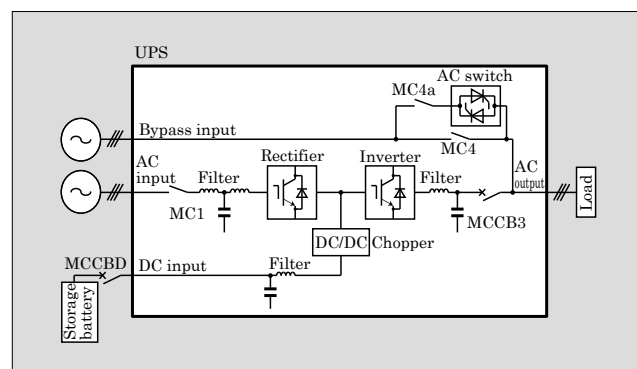 UPS
AC switch
MC4a
Bypass input
MC4
AC
input
Filter
Rectifier
Inverter
Filter
AC
output
MC1
MCCB3
Load
DC/DC
Chopper
MCCBD
DC input
Filter
Storage
battery